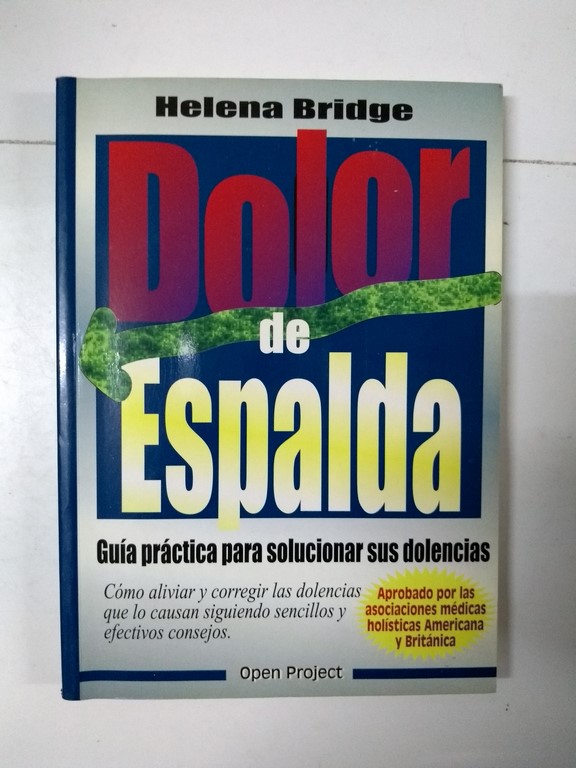 Helena Bridge
Dolor
de
Espalda
Guía práctica para solucionar sus dolencias
Cómo aliviar y corregir las dolencias
que lo causan siguiendo sencillos y
efectivos consejos.
Aprobado por las
asociaciones médicas
holísticas Americana
y Británica
Open Project